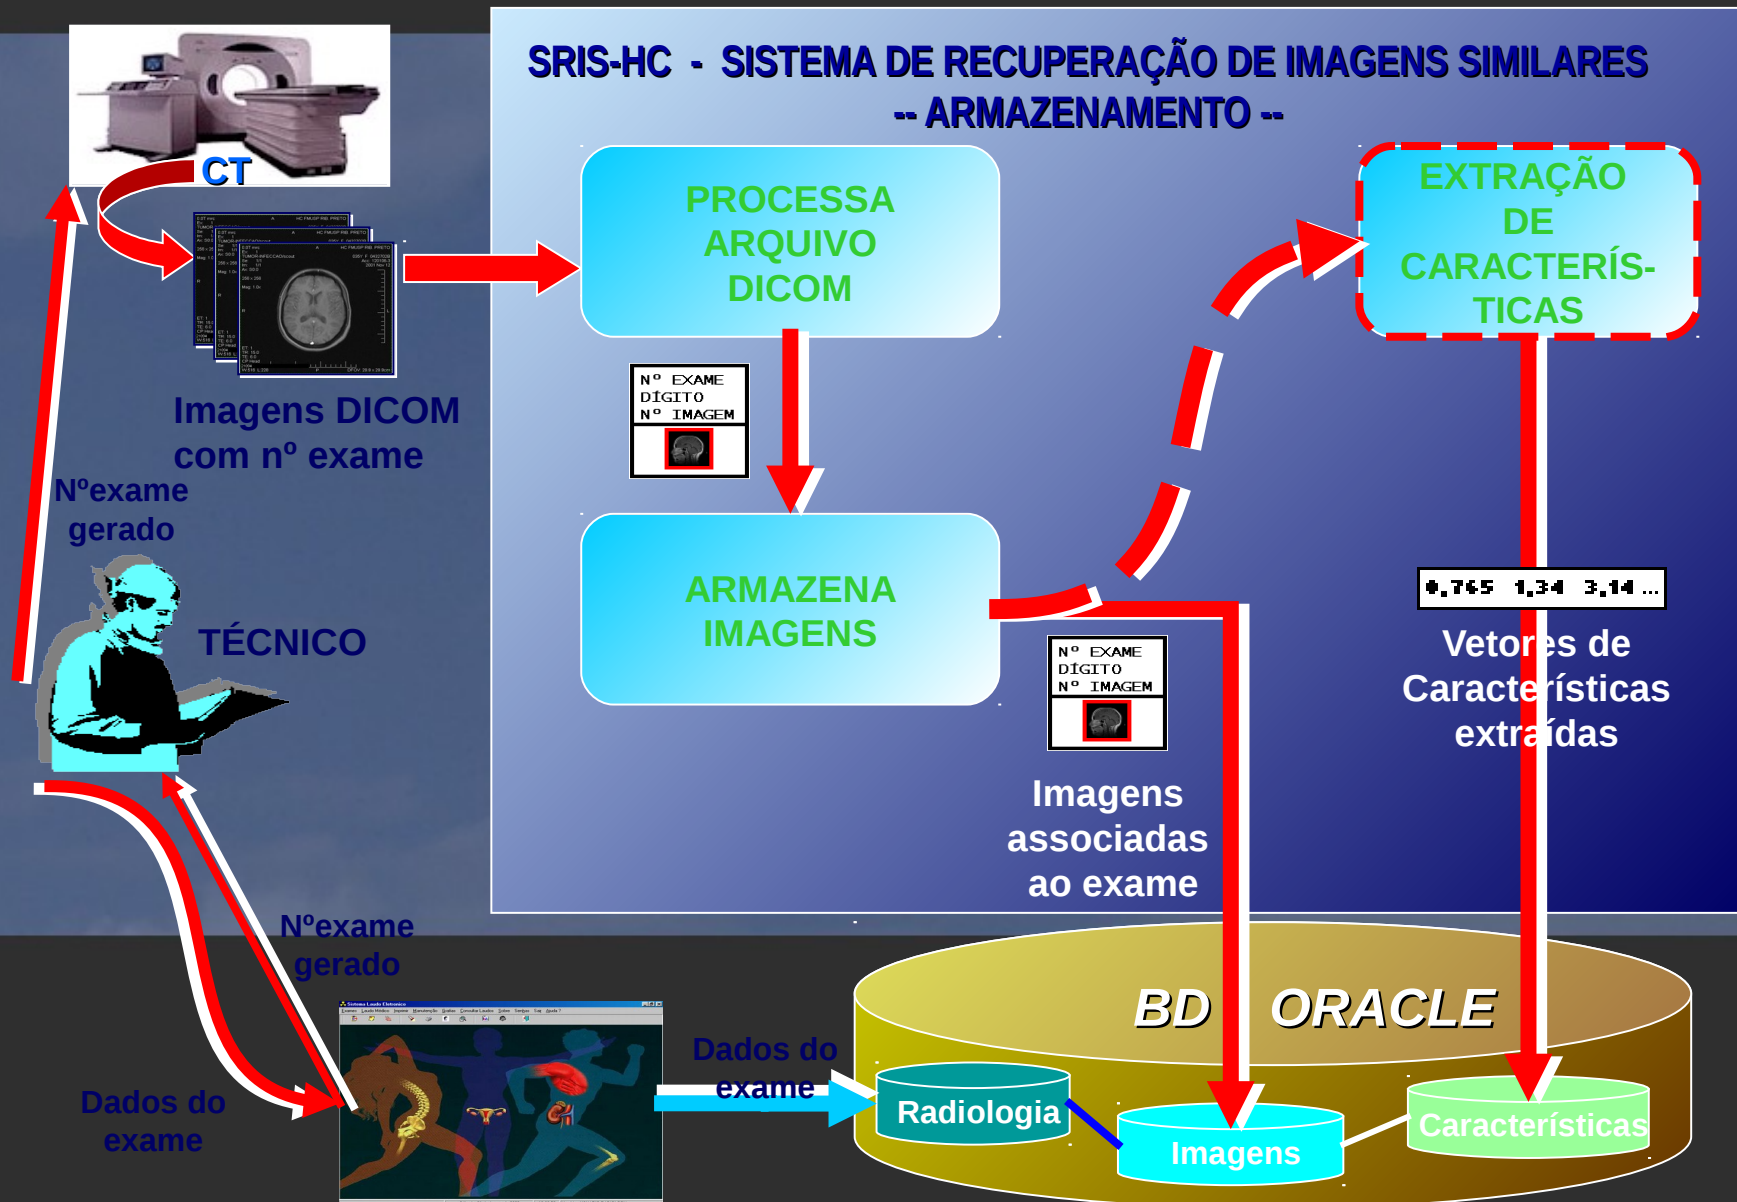 SRIS-HC - SISTEMA DE RECUPERAÇÃO DE IMAGENS SIMILARES
-- ARMAZENAMENTO --
CT
PROCESSA
ARQUIVO
DICOM
EXTRAÇÃO
DE
CARACTERÍS-
TICAS
Imagens DICOM
com nº exame
Nº EXAME
DÍGITO
Nº IMAGEM
Nºexame
gerado
TÉCNICO
ARMAZENA
IMAGENS
0,765 1,34 3,14 ...
Vetores de
Características
extraídas
Nº EXAME
DÍGITO
Nº IMAGEM
Imagens
associadas
ao exame
Nºexame
gerado
BD ORACLE
Sistema Laudo Eletronico
Dados do
exame
Dados do
exame
Radiologia
Imagens
Características